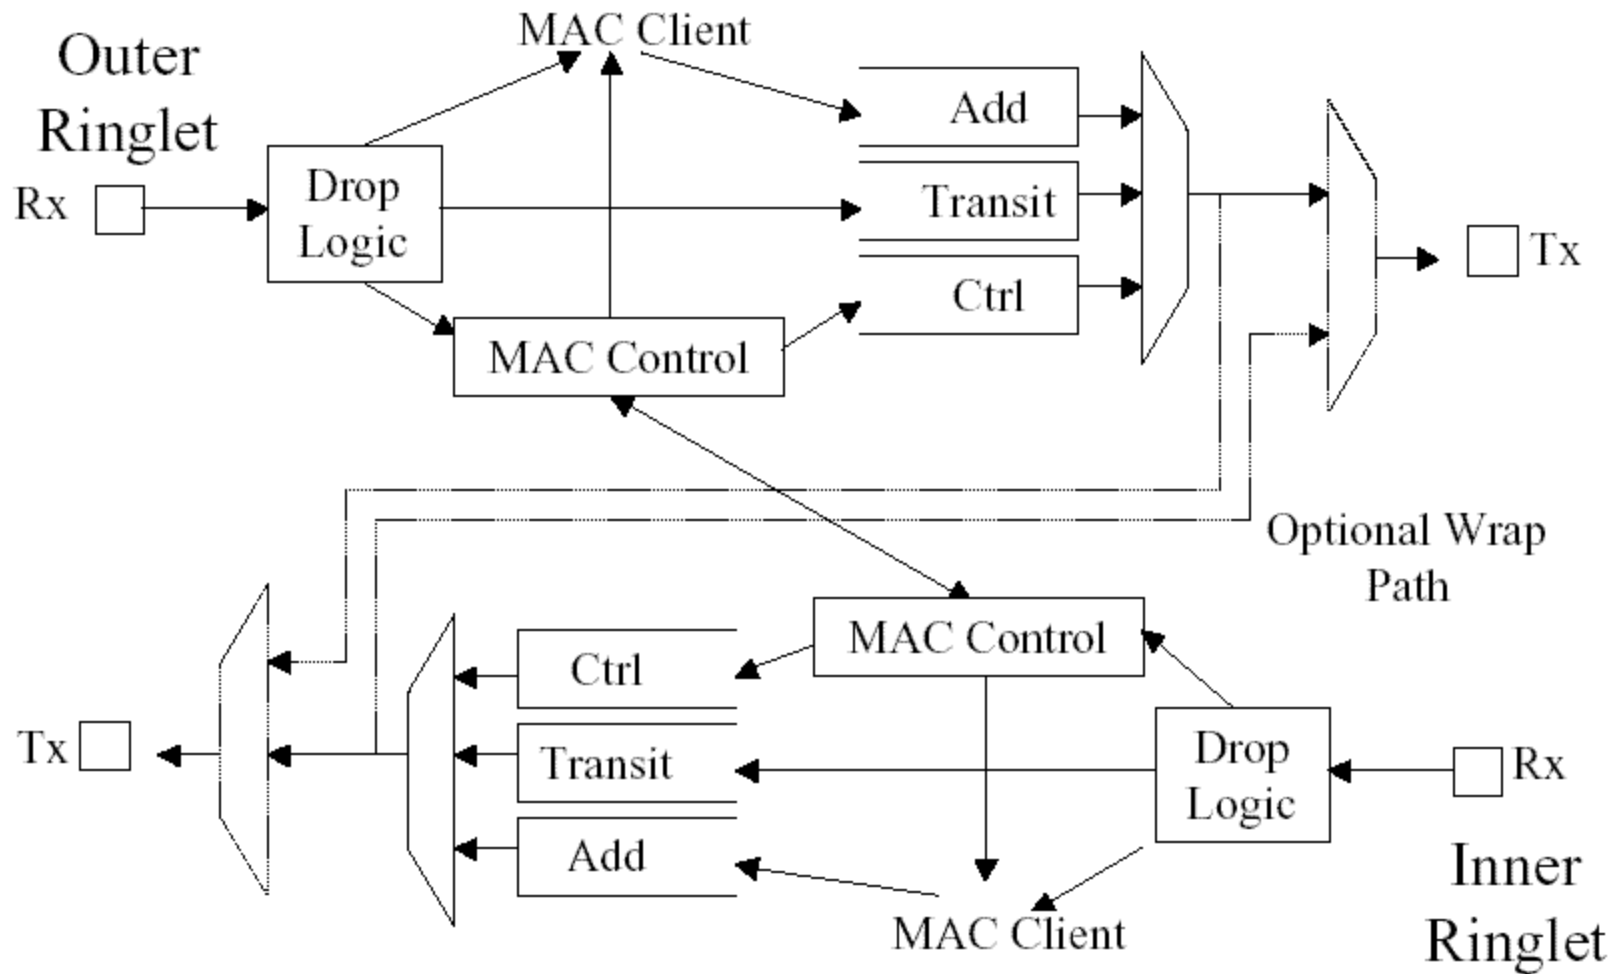 Outer
Ringlet
MAC Client
Rx
Drop
Logic
Add
Transit
Ctrl
Tx
MAC Control
Optional Wrap
Path
MAC Control
Ctrl
Transit
Add
Tx
Drop
Logic
Rx
MAC Client
Inner
Ringlet